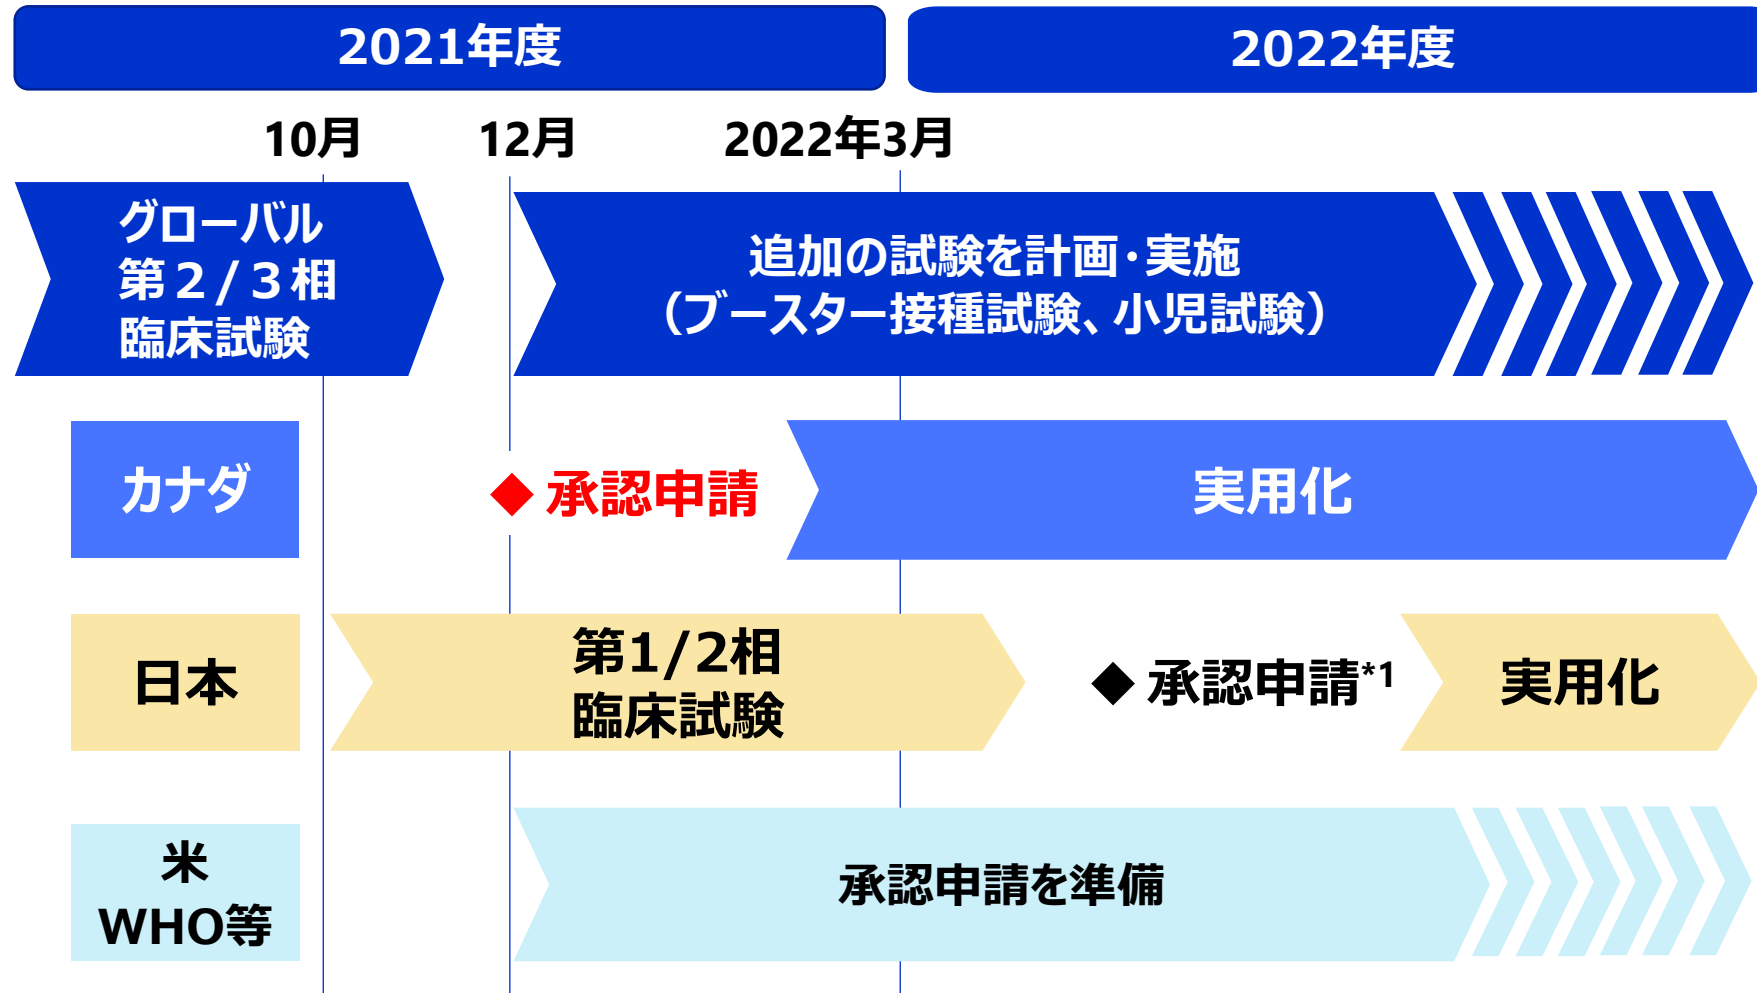 2021年度
2022年度
10月
12月
2022年3月
グローバル
第2/3相
臨床試験
追加の試験を計画・実施
(ブースター接種試験、小児試験)
カナダ
◆ 承認申請
実用化
日本
第1/2相
臨床試験
◆ 承認申請*1
実用化
米
WHO等
承認申請を準備